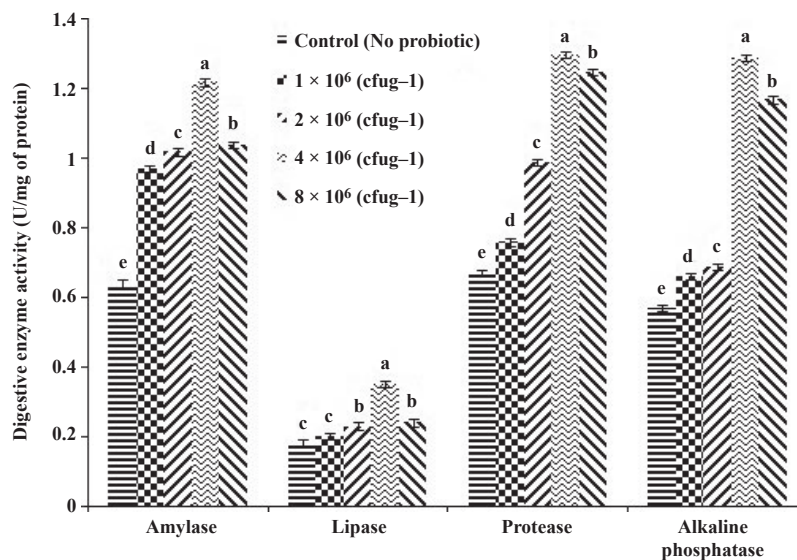 Digestive enzyme activity (U/mg of protein)
1.4
1.2
1
0.8
0.6
0.4
0.2
0
Control (No probiotic)
1 × 10⁶ (cfug–1)
2 × 10⁶ (cfug–1)
4 × 10⁶ (cfug–1)
8 × 10⁶ (cfug–1)
e
d
c
a
b
c
c
b
a
b
e
d
c
a
b
e
d
c
a
b
Amylase
Lipase
Protease
Alkaline
phosphatase